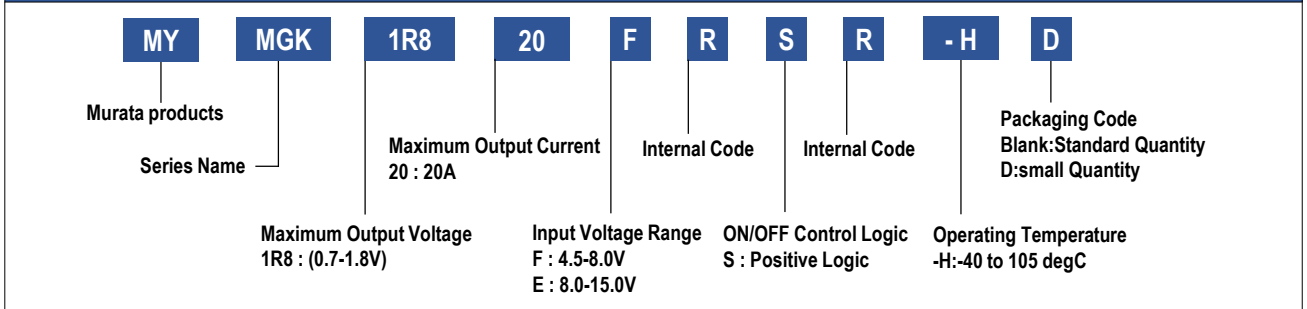 MY MGK 1R8 20 F R S R - H D
Murata products
Series Name
Maximum Output Voltage
1R8 : (0.7-1.8V)
Maximum Output Current
20 : 20A
Input Voltage Range
F : 4.5-8.0V
E : 8.0-15.0V
Internal Code
ON/OFF Control Logic
S : Positive Logic
Internal Code
Operating Temperature
-H:-40 to 105 degC
Packaging Code
Blank:Standard Quantity
D:small Quantity